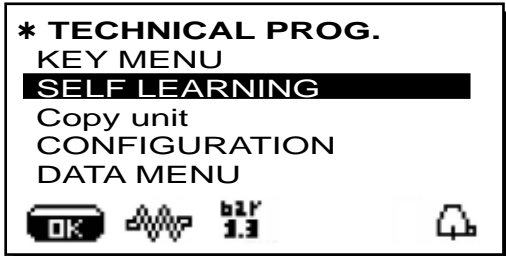 * TECHNICAL PROG.
KEY MENU
SELF LEARNING
Copy unit
CONFIGURATION
DATA MENU
OK bar
1.3